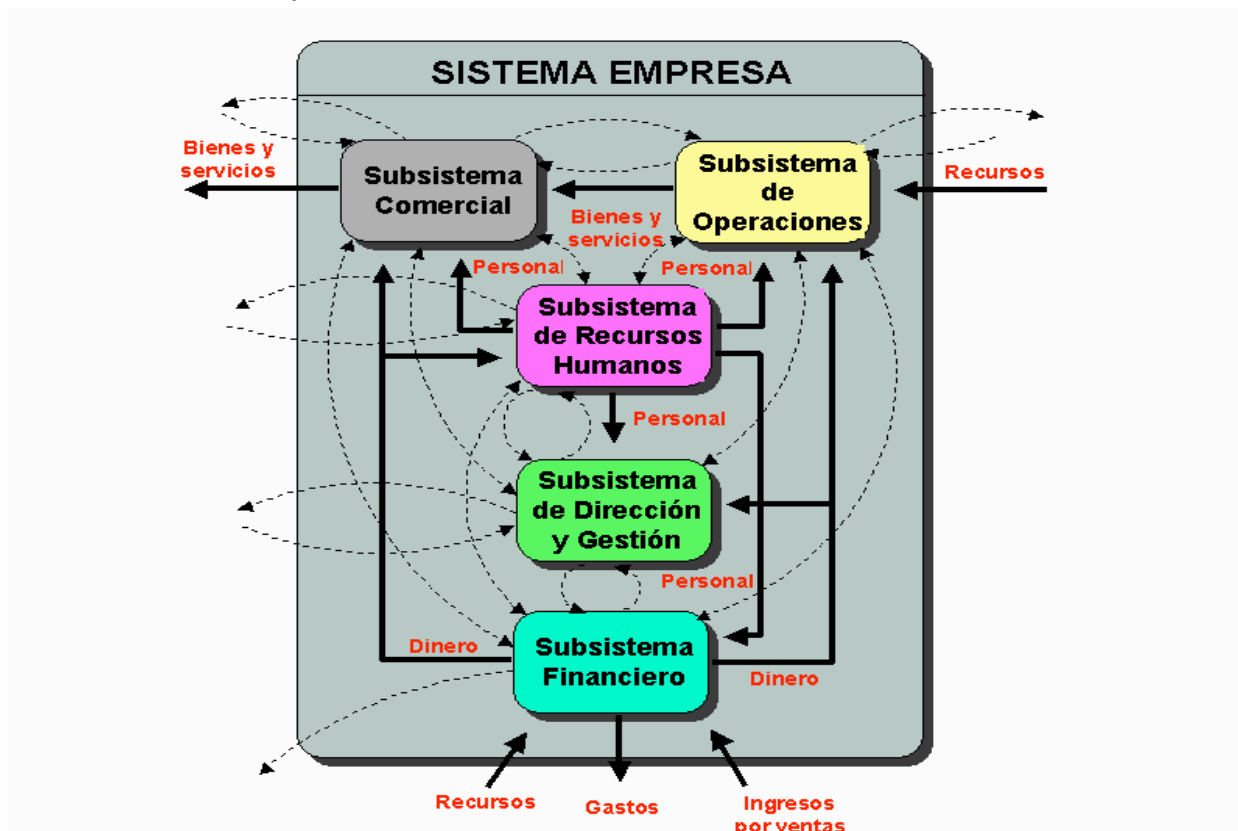 SISTEMA EMPRESA
Bienes y
servicios
Subsistema
Comercial
Subsistema
de
Operaciones
Recursos
Bienes y
servicios
Personal
Personal
Subsistema
de Recursos
Humanos
Personal
Subsistema
de Dirección
y Gestión
Personal
Dinero
Subsistema
Financiero
Dinero
Recursos
Gastos
Ingresos
por ventas